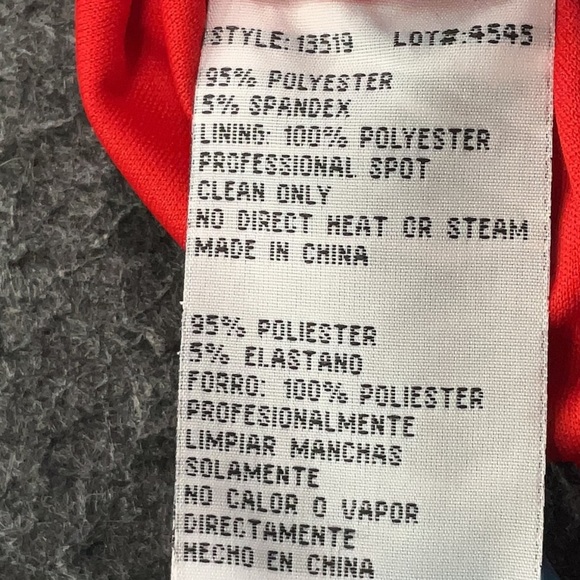 STYLE: 13519 LOT#: 4545
95% POLYESTER
5% SPANDEX
LINING: 100% POLYESTER
PROFESSIONAL SPOT
CLEAN ONLY
NO DIRECT HEAT OR STEAM
MADE IN CHINA
95% POLIESTER
5% ELASTANO
FORRO: 100% POLIESTER
PROFESIONALMENTE
LIMPIAR MANCHAS
SOLAMENTE
NO CALOR O VAPOR
DIRECTAMENTE
HECHO EN CHINA